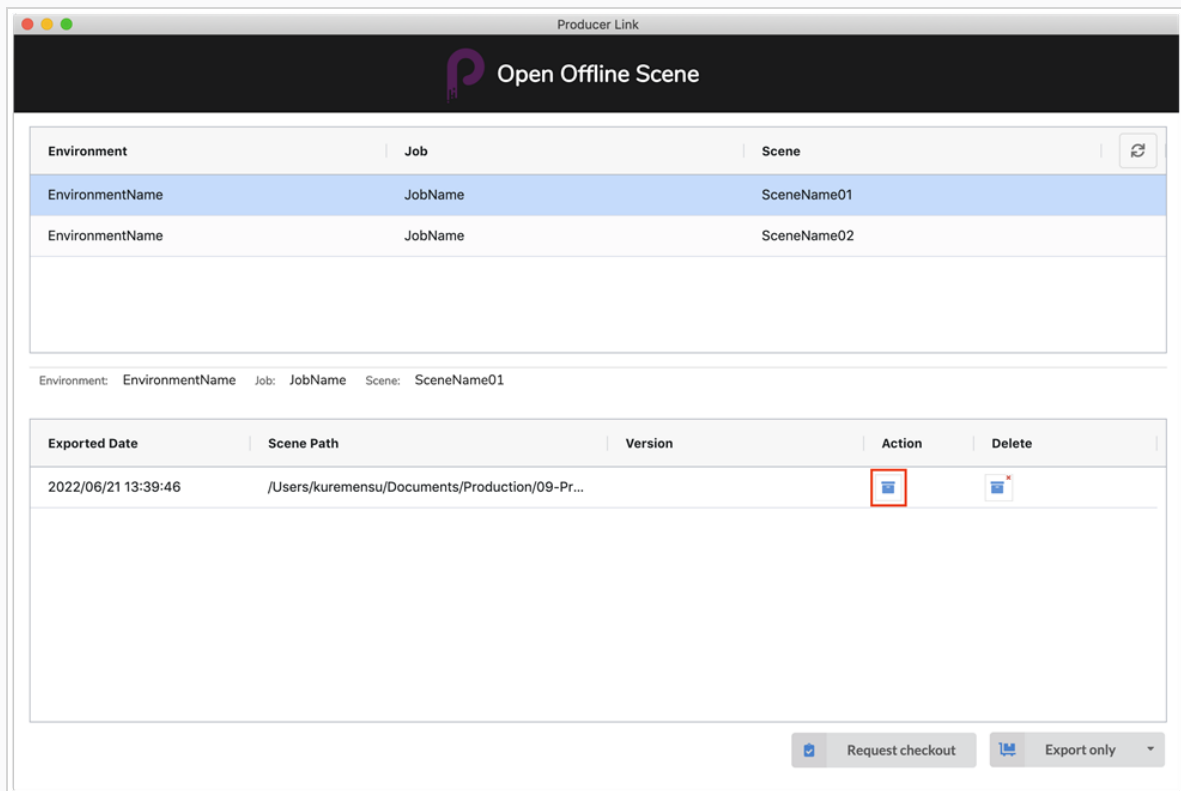 Producer Link
Open Offline Scene
Environment Job Scene
EnvironmentName JobName SceneName01
EnvironmentName JobName SceneName02
Environment: EnvironmentName Job: JobName Scene: SceneName01
Exported Date Scene Path Version Action Delete
2022/06/21 13:39:46 /Users/kuremensu/Documents/Production/09-Pr...
Request checkout Export only